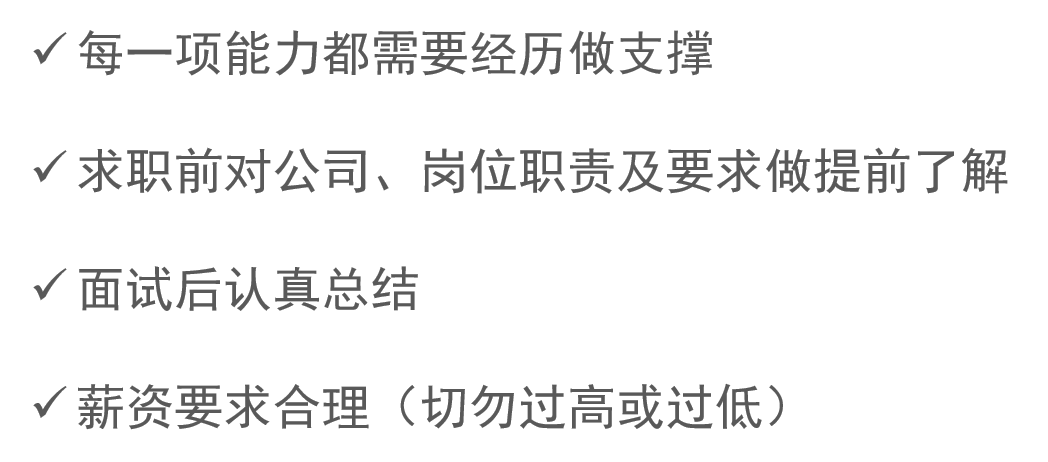 ✓ 每一项能力都需要经历做支撑
✓ 求职前对公司、岗位职责及要求做提前了解
✓ 面试后认真总结
✓ 薪资要求合理（切勿过高或过低）